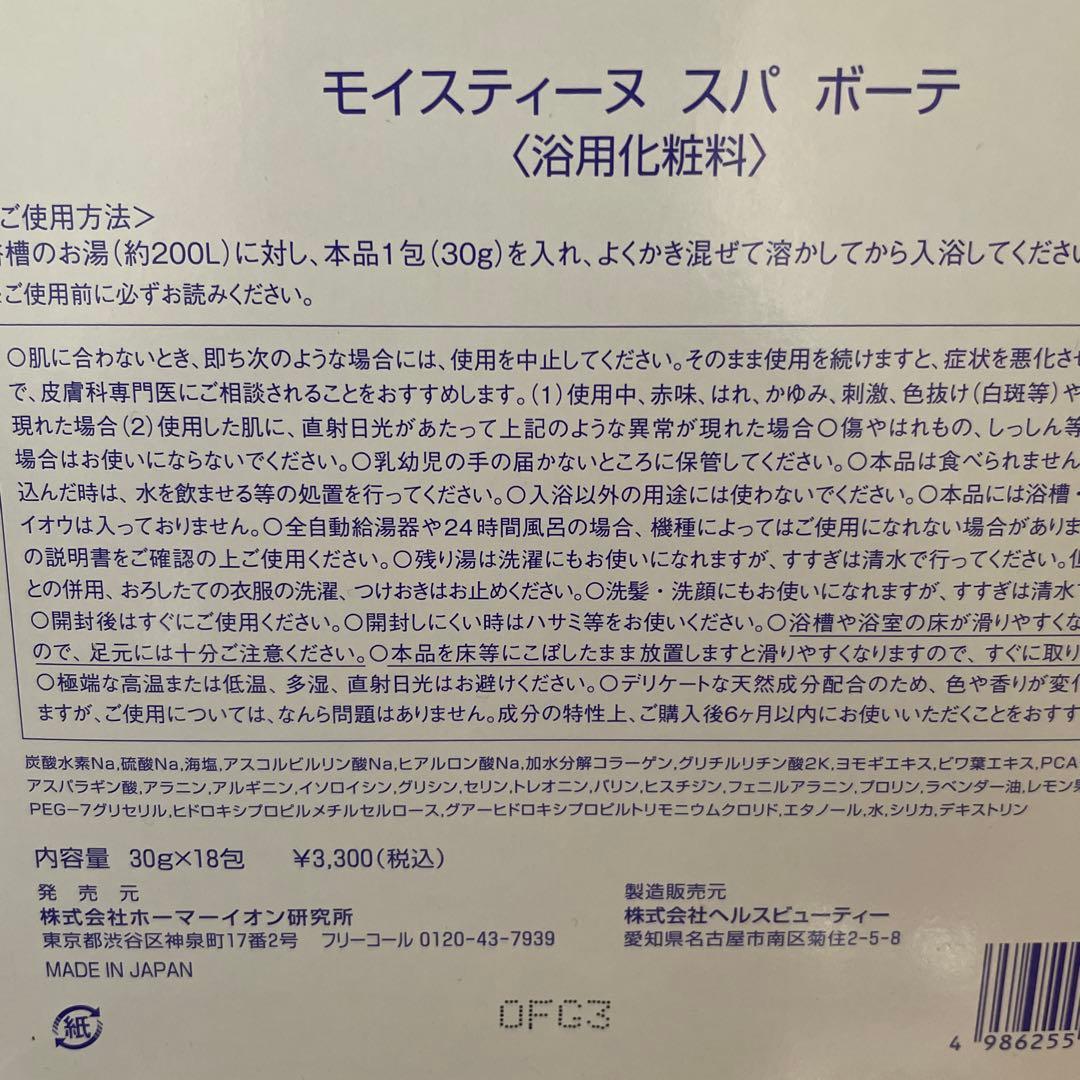 モイスティーヌ スパ ボーテ
〈浴用化粧料〉
ご使用方法＞
槽のお湯（約200L）に対し、本品1包（30g）を入れ、よくかき混ぜて溶かしてから入浴してください
ご使用前に必ずお読みください。
○肌に合わないとき、即ち次のような場合には、使用を中止してください。そのまま使用を続けますと、症状を悪化させ
で、皮膚科専門医にご相談されることをおすすめします。（1）使用中、赤味、はれ、かゆみ、刺激、色抜け（白斑等）や
現れた場合（2）使用した肌に、直射日光があたって上記のような異常が現れた場合○傷やはれもの、しっしん等
場合はお使いにならないでください。○乳幼児の手の届かないところに保管してください。○本品は食べられません
込んだ時は、水を飲ませる等の処置を行ってください。○入浴以外の用途には使わないでください。○本品には浴槽・
イオウは入っておりません。○全自動給湯器や24時間風呂の場合、機種によってはご使用になれない場合がありま
の説明書をご確認の上ご使用ください。○残り湯は洗濯にもお使いになれますが、すすぎは清水で行ってください。但
との併用、おろしたての衣服の洗濯、つけおきはお止めください。○洗髪・洗顔にもお使いになれますが、すすぎは清水で
○開封後はすぐにご使用ください。○開封しにくい時はハサミ等をお使いください。○浴槽や浴室の床が滑りやすくな
ので、足元には十分ご注意ください。○本品を床等にこぼしたまま放置しますと滑りやすくなりますので、すぐに取り
○極端な高温または低温、多湿、直射日光はお避けください。○デリケートな天然成分配合のため、色や香りが変化
ますが、ご使用については、なんら問題はありません。成分の特性上、ご購入後6ヶ月以内にお使いいただくことをおすす
炭酸水素Na,硫酸Na,海塩,アスコルビルリン酸Na,ヒアルロン酸Na,加水分解コラーゲン,グリチルリチン酸2K,ヨモギエキス,ビワ葉エキス,PCA-
アスパラギン酸,アラニン,アルギニン,イソロイシン,グリシン,セリン,トレオニン,バリン,ヒスチジン,フェニルアラニン,プロリン,ラベンダー油,レモン果
PEG-7グリセリル,ヒドロキシプロピルメチルセルロース,グアーヒドロキシプロピルトリモニウムクロリド,エタノール,水,シリカ,デキストリン
内容量 30g×18包 ¥3,300（税込）
発売元
株式会社ホーマーイオン研究所
東京都渋谷区神泉町17番2号 フリーコール 0120-43-7939
MADE IN JAPAN
製造販売元
株式会社ヘルスビューティー
愛知県名古屋市南区菊住2-5-8
紙
OFG3
4 986255